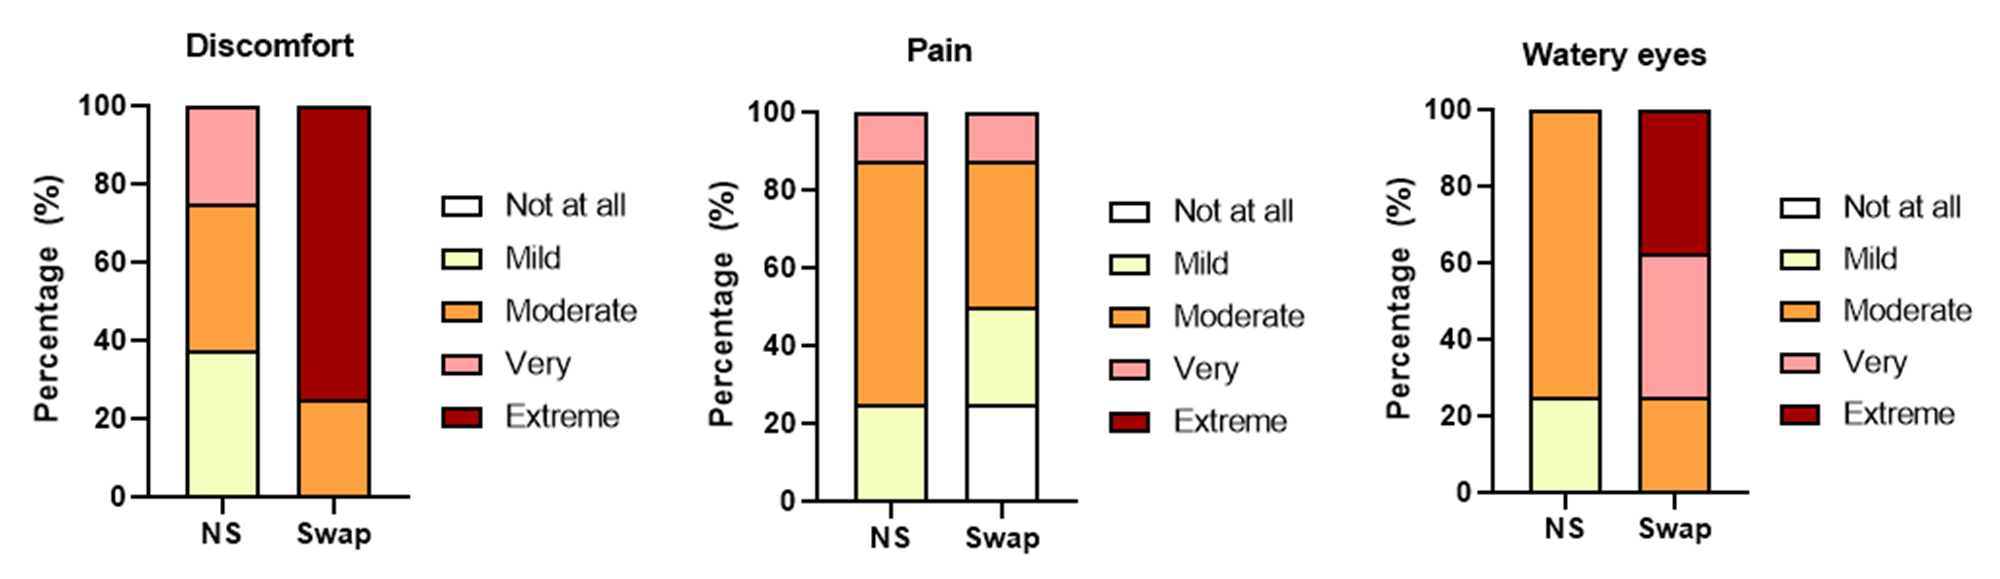 Discomfort
Percentage (%)
100
80
60
40
20
0
NS Swap
Not at all
Mild
Moderate
Very
Extreme
Pain
Percentage (%)
100
80
60
40
20
0
NS Swap
Not at all
Mild
Moderate
Very
Extreme
Watery eyes
Percentage (%)
100
80
60
40
20
0
NS Swap
Not at all
Mild
Moderate
Very
Extreme